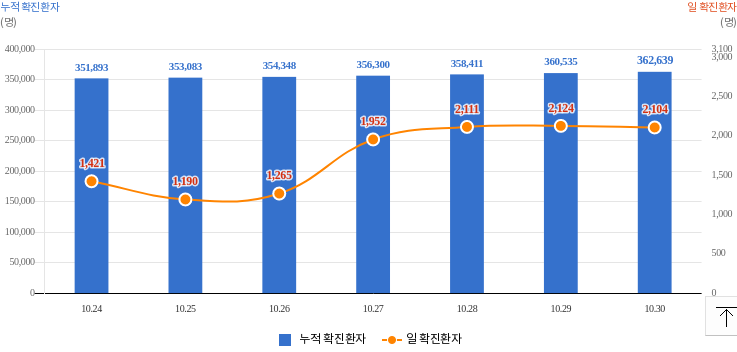 누적 확진환자 일 확진환자
(명) (명)
400,000 3,100
3,000
350,000
300,000 2,500
250,000 2,000
200,000 1,500
150,000
100,000 1,000
50,000 500
0 0
351,893 353,083 354,348 356,300 358,411 360,535 362,639
1,421 1,190 1,265 1,952 2,111 2,124 2,104
10.24 10.25 10.26 10.27 10.28 10.29 10.30
누적 확진환자 일 확진환자